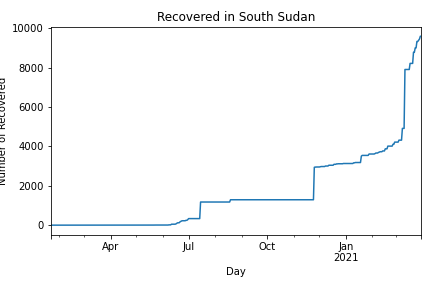 Recovered in South Sudan
10000
8000
6000
4000
2000
0
Number of Recovered
Apr
Jul
Oct
Jan
2021
Day